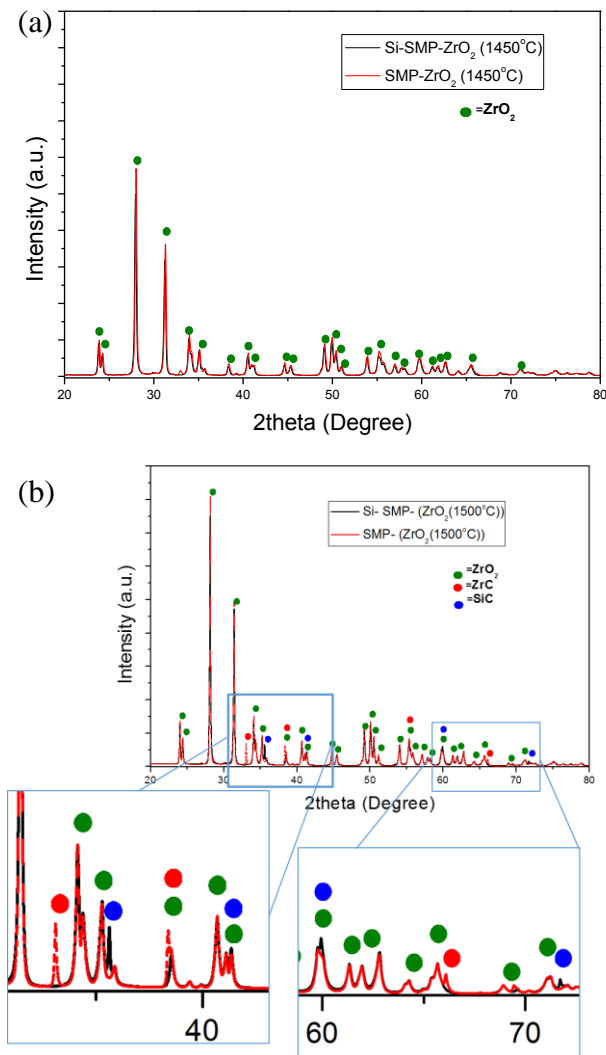 (a)
Si-SMP-ZrO₂ (1450°C)
SMP-ZrO₂ (1450°C)
=ZrO₂
Intensity (a.u.)
20 30 40 50 60 70 80
2theta (Degree)
(b)
Si- SMP- (ZrO₂(1500°C))
SMP- (ZrO₂(1500°C))
=ZrO₂
=ZrC
=SiC
Intensity (a.u.)
20 30 40 50 60 70 80
2theta (Degree)
40
60 70